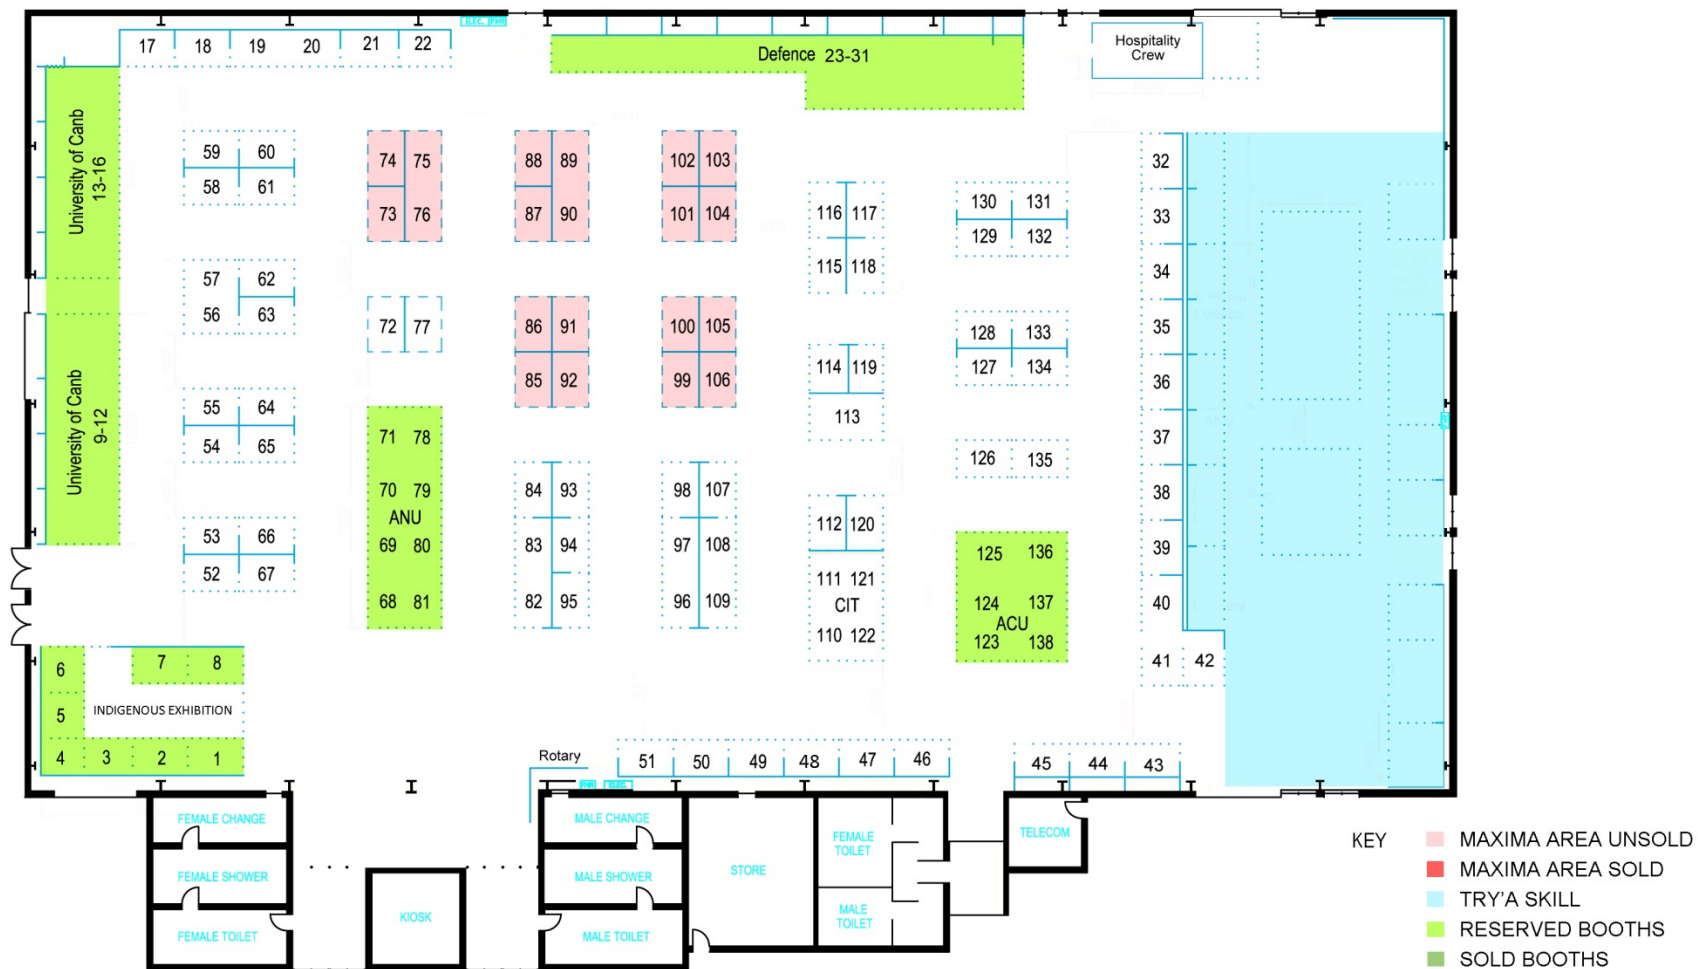 ELEC. FHR
17 18 19 20 21 22
Defence 23-31
Hospitality
Crew
University of Canb
13-16
59 60
58 61
74 75
73 76
88 89
87 90
102 103
101 104
116 117
115 118
130 131
129 132
32
33
34
35
36
37
38
39
40
41 42
57 62
56 63
72 77
86 91
85 92
100 105
99 106
114 119
113
128 133
127 134
University of Canb
9-12
55 64
54 65
71 78
70 79
ANU
69 80
68 81
84 93
83 94
82 95
98 107
97 108
96 109
112 120
111 121
CIT
110 122
126 135
125 136
124 137
ACU
123 138
53 66
52 67
6
7 8
5
INDIGENOUS EXHIBITION
4 3 2 1
Rotary
51 50 49 48 47 46
45 44 43
FHR ELEC.
FEMALE CHANGE
FEMALE SHOWER
FEMALE TOILET
KIOSK
MALE CHANGE
MALE SHOWER
MALE TOILET
STORE
FEMALE
TOILET
MALE
TOILET
TELECOM
KEY
MAXIMA AREA UNSOLD
MAXIMA AREA SOLD
TRY'A SKILL
RESERVED BOOTHS
SOLD BOOTHS